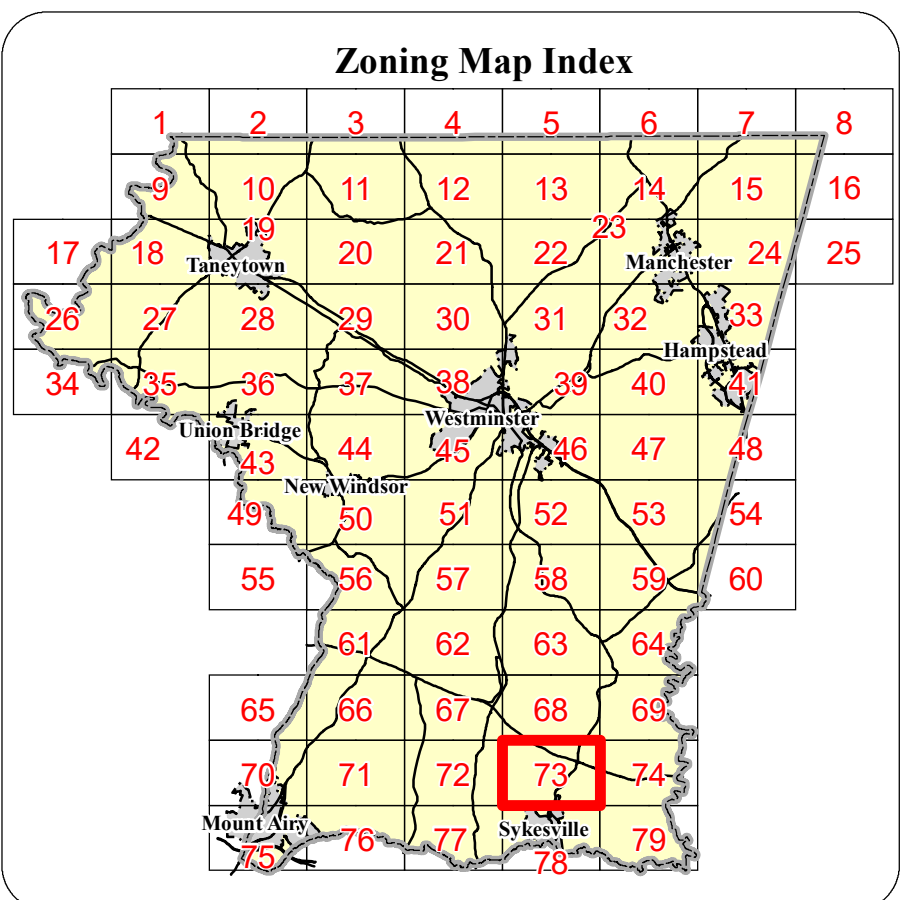 Zoning Map Index
1 2 3 4 5 6 7 8
9 10 11 12 13 14 15 16
19 23
17 18 20 21 22 24 25
Taneytown Manchester
26 27 28 29 30 31 32 33
Hampstead
34 35 36 37 38 39 40 41
Westminster
Union Bridge
42 43 44 45 46 47 48
New Windsor
49 50 51 52 53 54
55 56 57 58 59 60
61 62 63 64
65 66 67 68 69
70 71 72 73 74
Mount Airy Sykesville
75 76 77 78 79